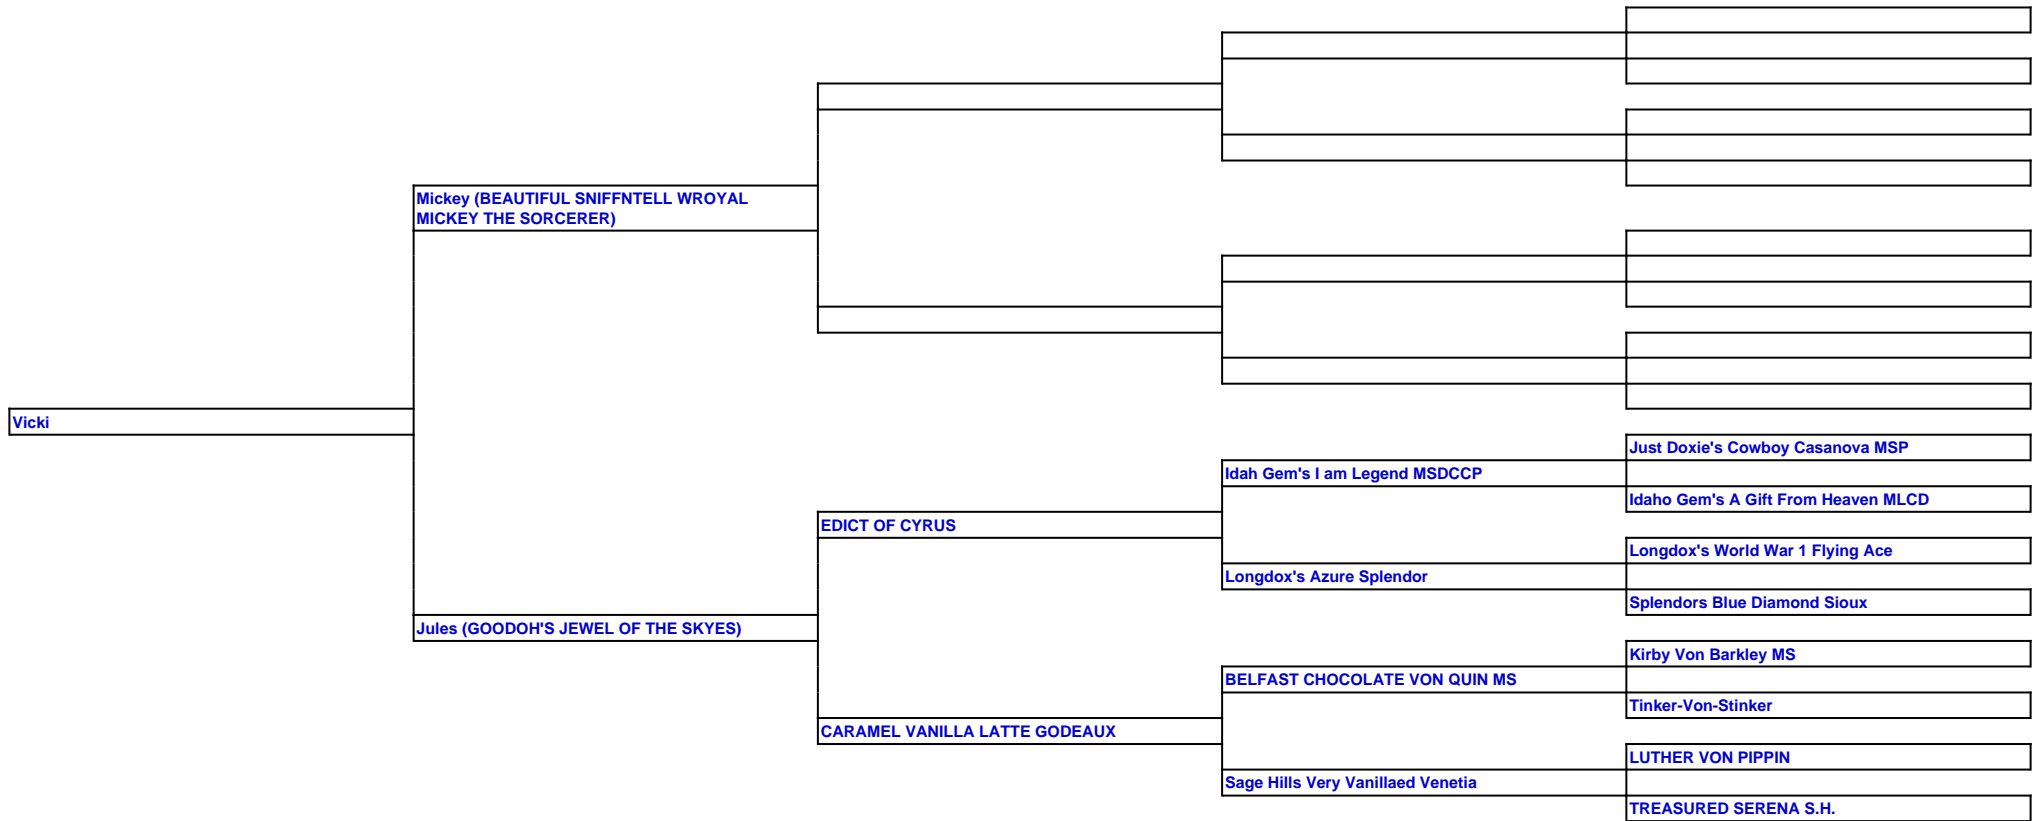 Mickey (BEAUTIFUL SNIFFNTELL WROYAL
MICKEY THE SORCERER)
Vicki
Just Doxie's Cowboy Casanova MSP
Idah Gem's I am Legend MSDCCP
Idaho Gem's A Gift From Heaven MLCD
EDICT OF CYRUS
Longdox's World War 1 Flying Ace
Longdox's Azure Splendor
Splendors Blue Diamond Sioux
Jules (GOODOH'S JEWEL OF THE SKYES)
Kirby Von Barkley MS
BELFAST CHOCOLATE VON QUIN MS
Tinker-Von-Stinker
CARAMEL VANILLA LATTE GODEAUX
LUTHER VON PIPPIN
Sage Hills Very Vanillaed Venetia
TREASURED SERENA S.H.